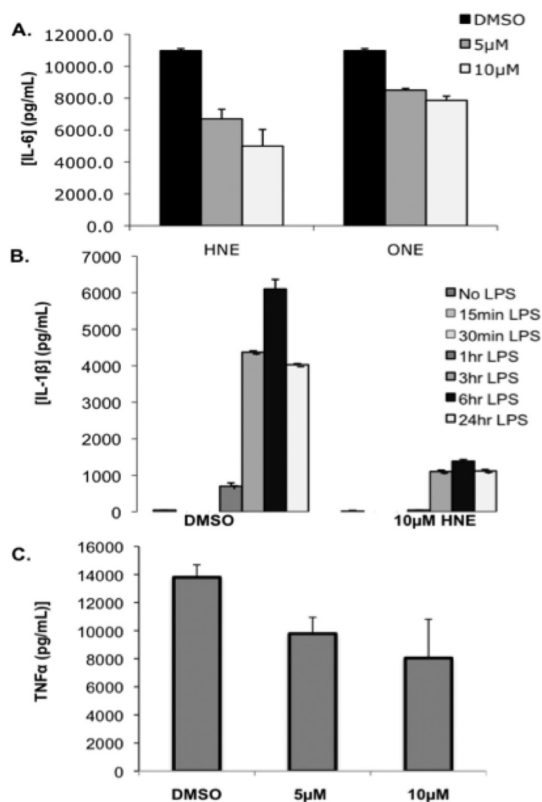 A.
DMSO
5µM
10µM
[IL-6] (pg/mL)
12000.0
10000.0
8000.0
6000.0
4000.0
2000.0
0.0
HNE ONE
B.
[IL-1β] (pg/mL)
7000
6000
5000
4000
3000
2000
1000
0
No LPS
15min LPS
30min LPS
1hr LPS
3hr LPS
6hr LPS
24hr LPS
DMSO 10µM HNE
C.
TNFα (pg/mL)]
16000
14000
12000
10000
8000
6000
4000
2000
0
DMSO 5µM 10µM